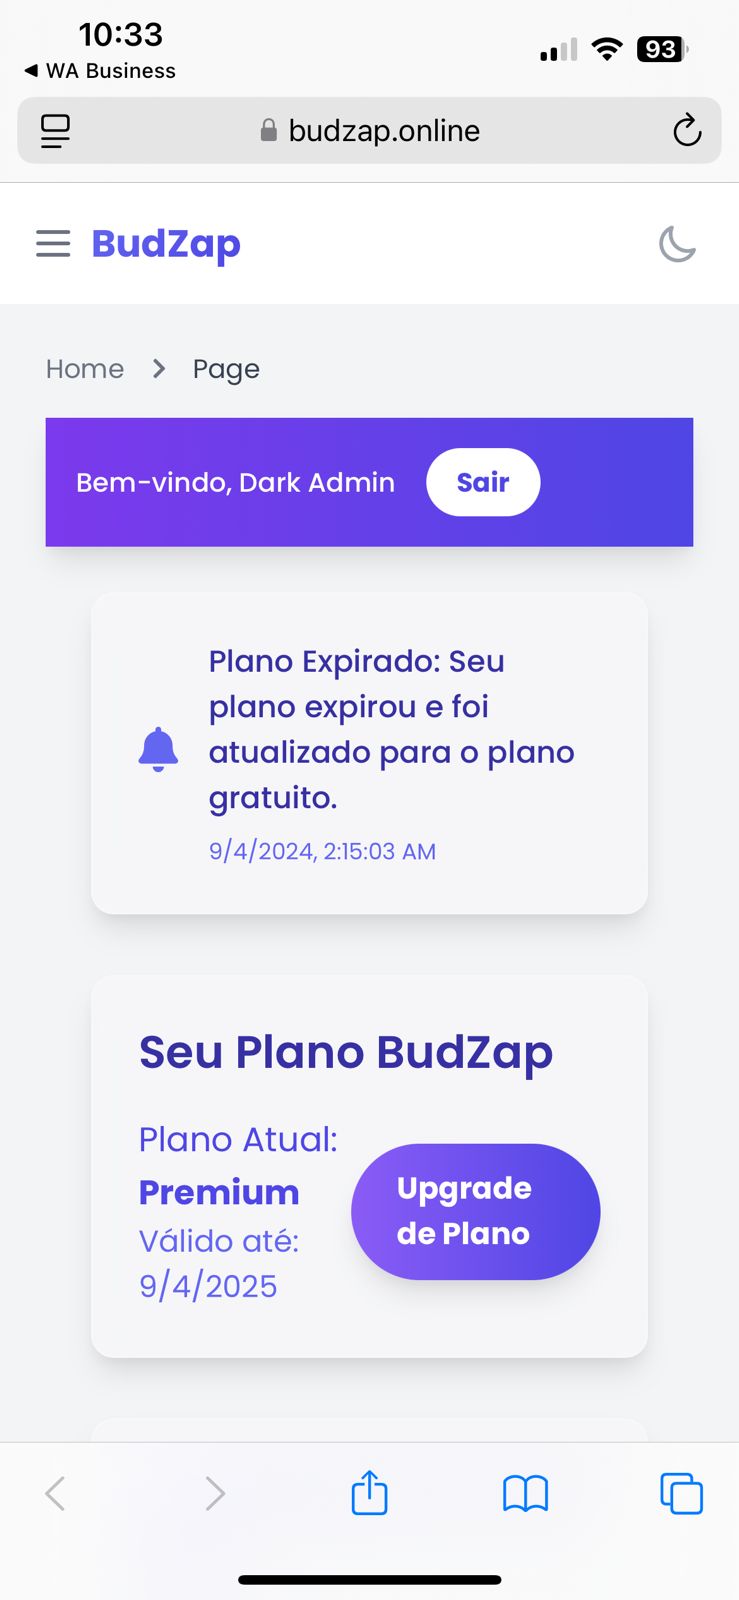 10:33
93
◀ WA Business
budzap.online
BudZap
Home > Page
Bem-vindo, Dark Admin
Sair
Plano Expirado: Seu
plano expirou e foi
atualizado para o plano
gratuito.
9/4/2024, 2:15:03 AM
Seu Plano BudZap
Plano Atual:
Premium
Válido até:
9/4/2025
Upgrade
de Plano